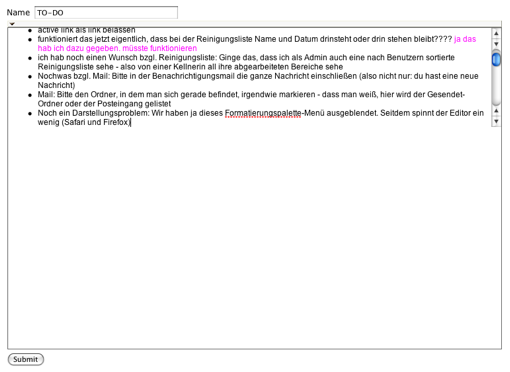 Name TO-DO
active link als link belassen
funktioniert das jetzt eigentlich, dass bei der Reinigungsliste Name und Datum drinsteht oder drin stehen bleibt???? ja das
hab ich dazu gegeben. müsste funktionieren
ich hab noch einen Wunsch bzgl. Reinigungsliste: Ginge das, dass ich als Admin auch eine nach Benutzern sortierte
Reinigungsliste sehe - also von einer Kellnerin all ihre abgearbeiteten Bereiche sehe
Nochwas bzgl. Mail: Bitte in der Benachrichtigungsmail die ganze Nachricht einschließen (also nicht nur: du hast eine neue
Nachricht)
Mail: Bitte den Ordner, in dem man sich gerade befindet, irgendwie markieren - dass man weiß, hier wird der Gesendet-
Ordner oder der Posteingang gelistet
Noch ein Darstellungsproblem: Wir haben ja dieses Formatierungspalette-Menü ausgeblendet. Seitdem spinnt der Editor ein
wenig (Safari und Firefox)
Submit